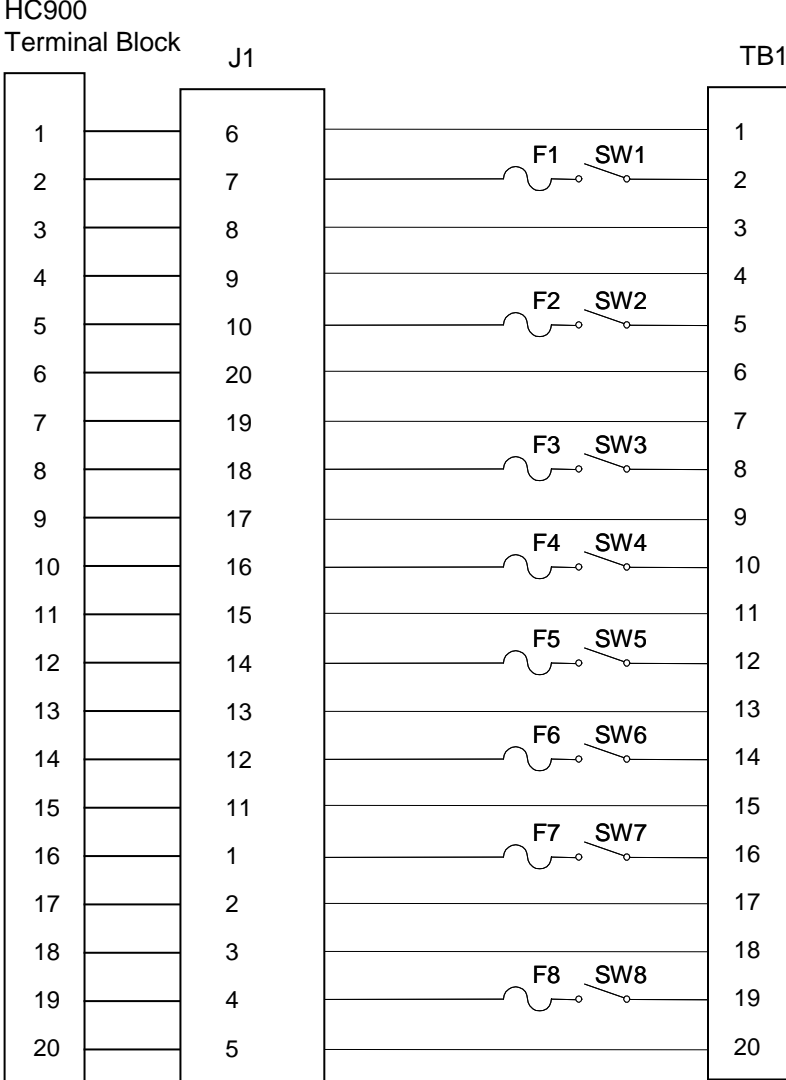 HC900
Terminal Block
J1
TB1
1 6 1
F1 SW1
2 7 2
3 8 3
4 9 4
F2 SW2
5 10 5
6 20 6
7 19 7
F3 SW3
8 18 8
9 17 9
F4 SW4
10 16 10
11 15 11
F5 SW5
12 14 12
13 13 13
F6 SW6
14 12 14
15 11 15
F7 SW7
16 1 16
17 2 17
18 3 18
F8 SW8
19 4 19
20 5 20